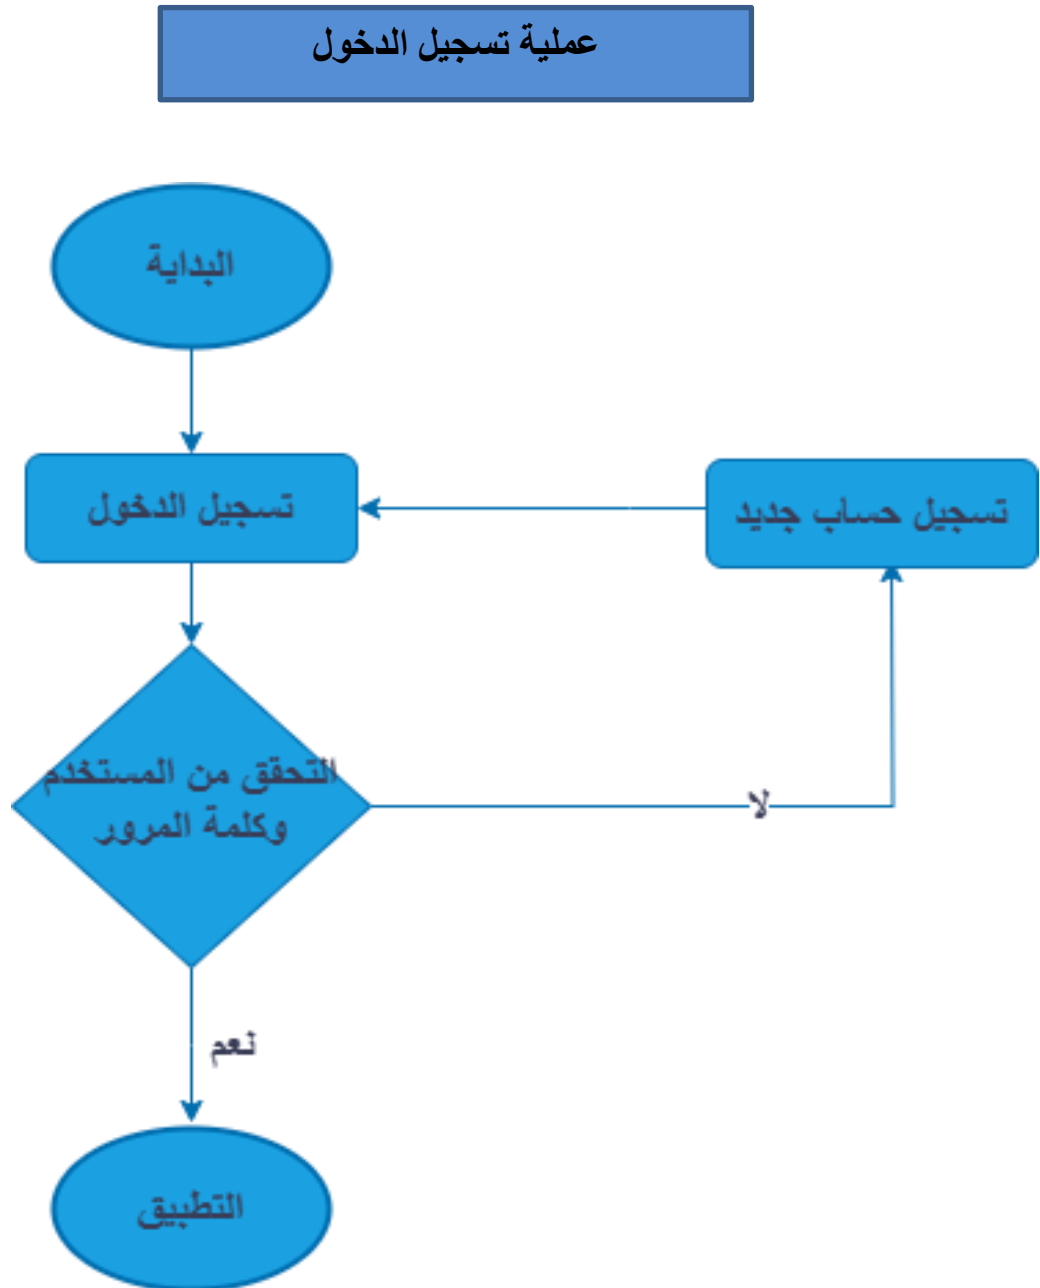 عملية تسجيل الدخول
البداية
تسجيل الدخول
تسجيل حساب جديد
التحقق من المستخدم
وكلمة المرور
لا
نعم
التطبيق